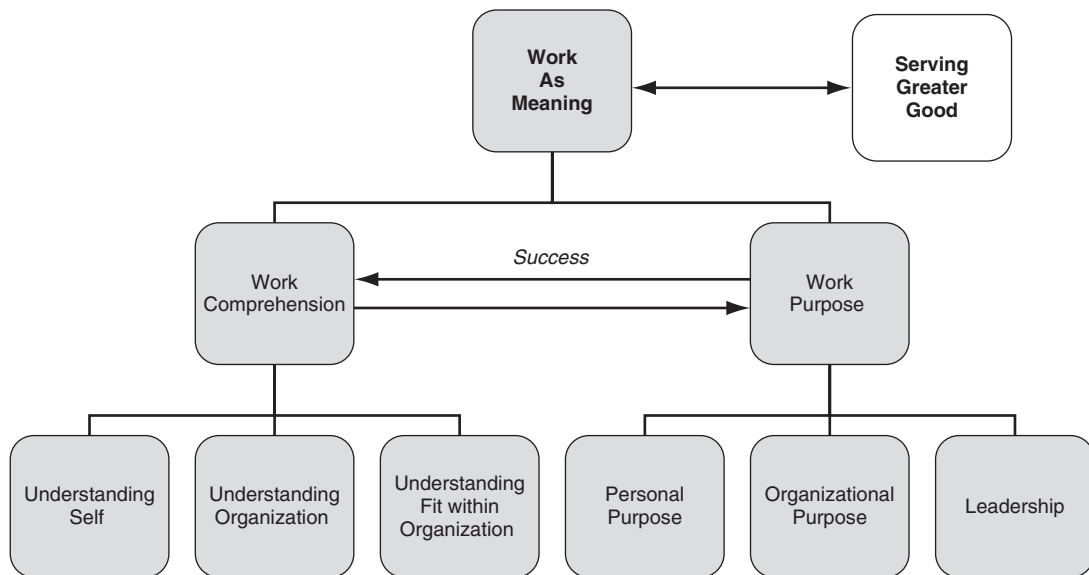 Work
As
Meaning
Serving
Greater
Good
Work
Comprehension
Success
Work
Purpose
Understanding
Self
Understanding
Organization
Understanding
Fit within
Organization
Personal
Purpose
Organizational
Purpose
Leadership